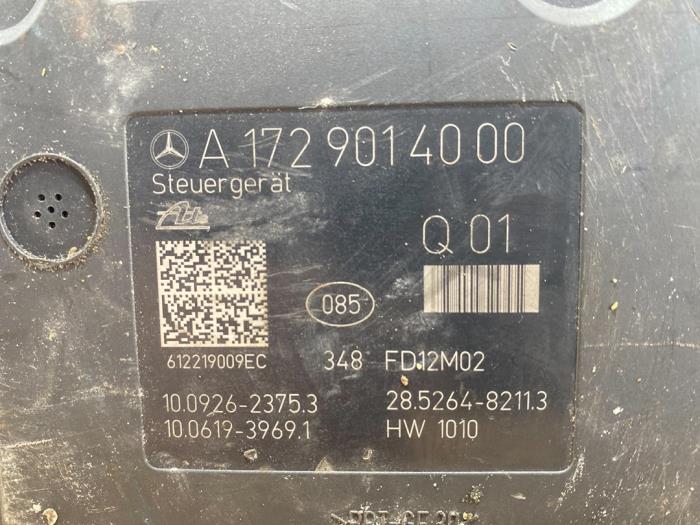 A 172 901 40 00
Steuergerät
Ate
Q 01
085
612219009EC 348 FD12M02
10.0926-2375.3 28.5264-8211.3
10.0619-3969.1 HW 1010